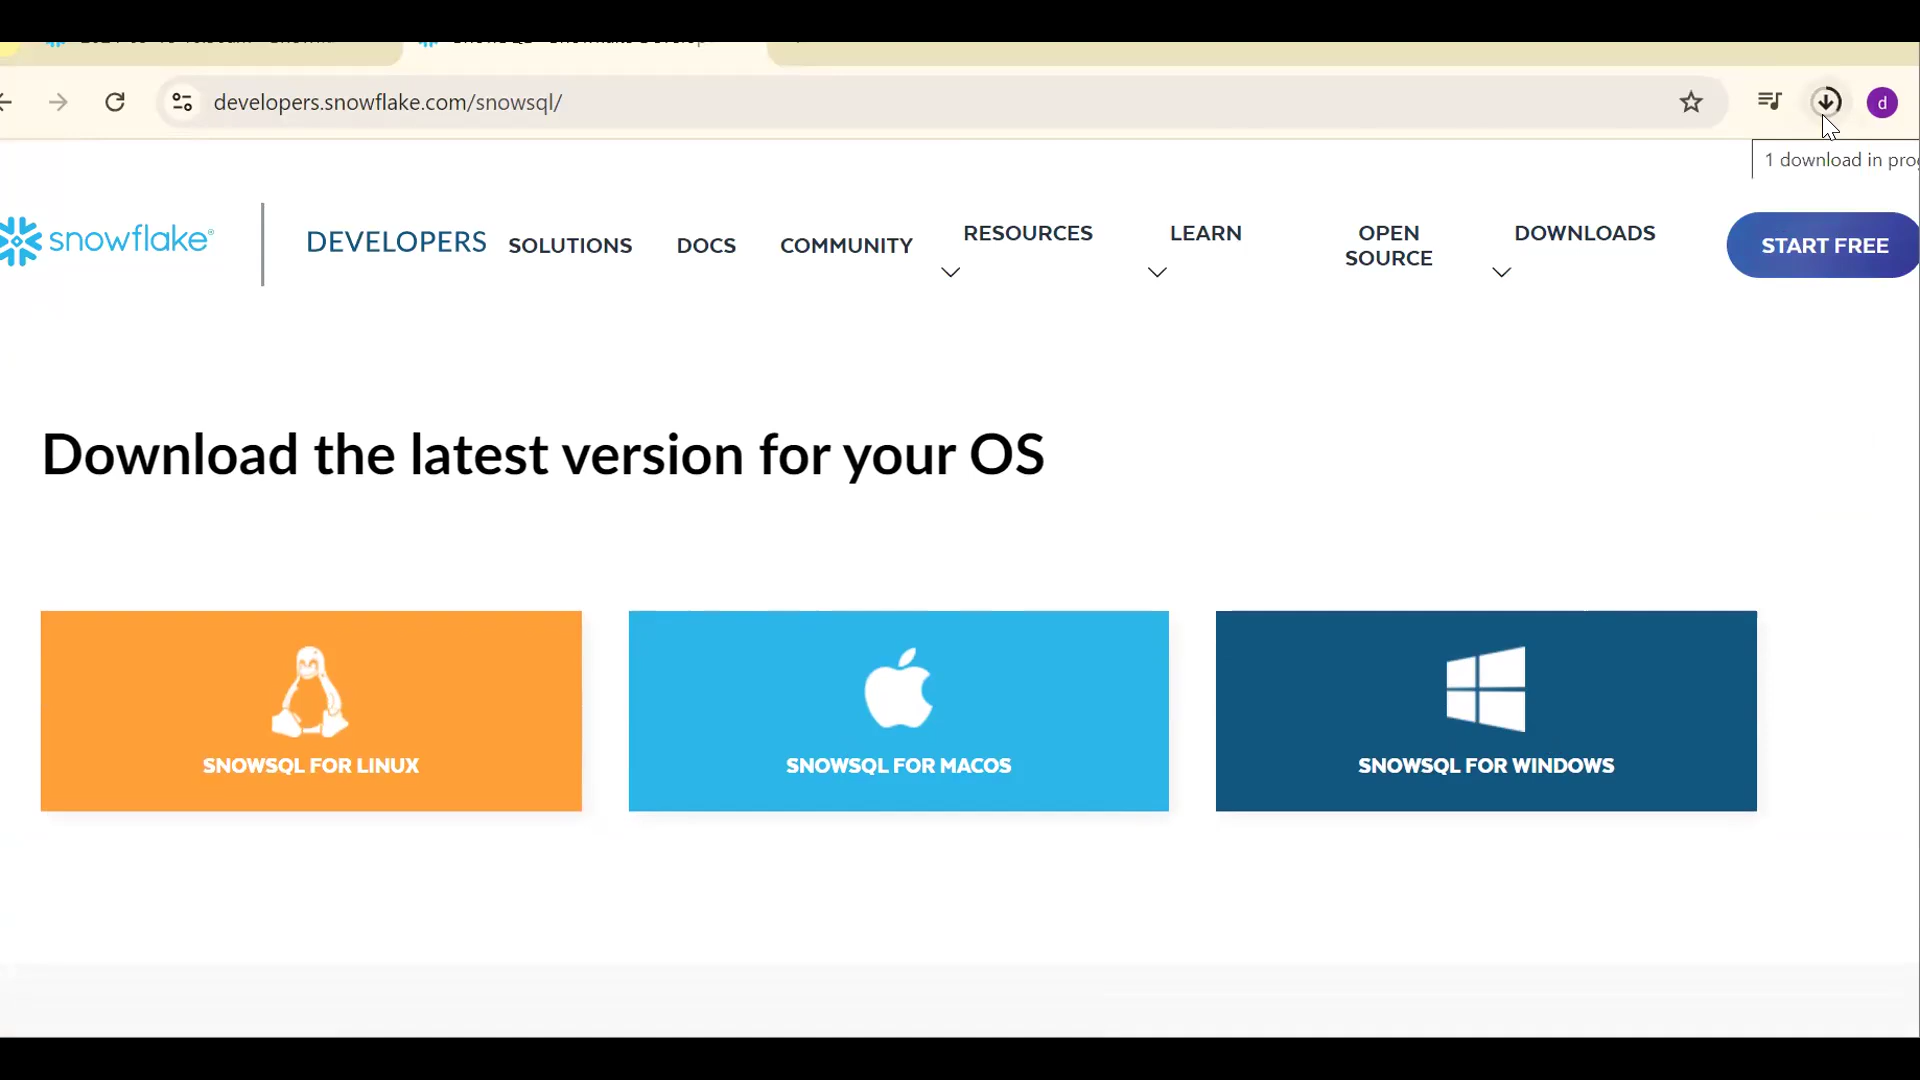 developers.snowflake.com/snowsql/
d
1 download in
snowflake®
DEVELOPERS
SOLUTIONS
DOCS
COMMUNITY
RESOURCES
LEARN
OPEN
SOURCE
DOWNLOADS
START FREE
Download the latest version for your OS
SNOWSQL FOR LINUX
SNOWSQL FOR MACOS
SNOWSQL FOR WINDOWS